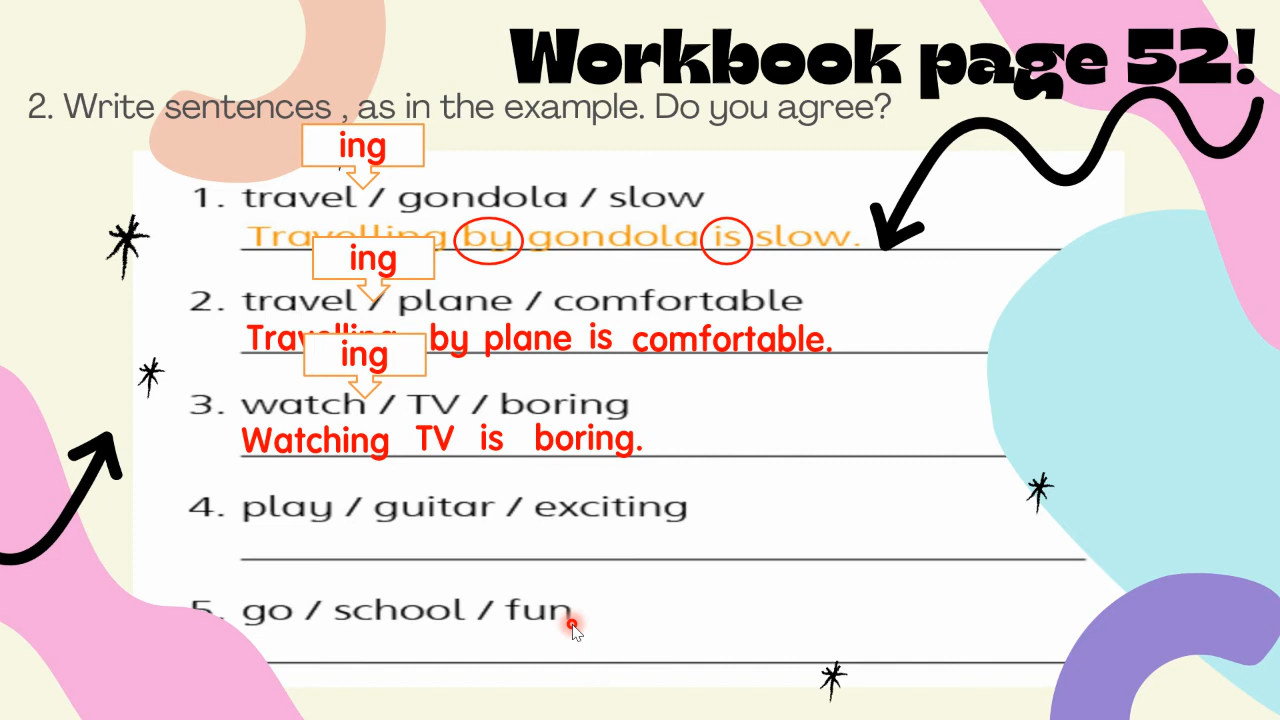 Workbook page 52!
2. Write sentences , as in the example. Do you agree?
ing
1. travel / gondola / slow
Travelling by gondola is slow.
ing
2. travel / plane / comfortable
Travelling by plane is comfortable.
ing
3. watch / TV / boring
Watching TV is boring.
4. play / guitar / exciting
5. go / school / fun